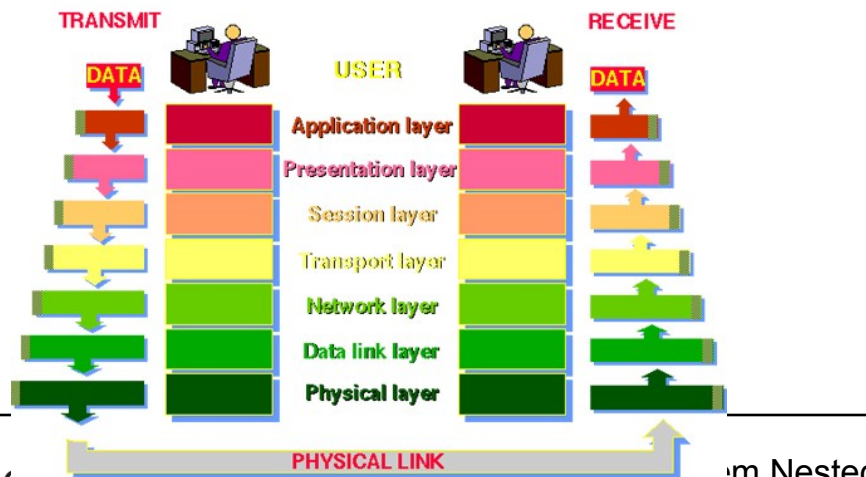 TRANSMIT
RECEIVE
DATA
USER
DATA
Application layer
Presentation layer
Session layer
Transport layer
Network layer
Data link layer
Physical layer
PHYSICAL LINK
Nested